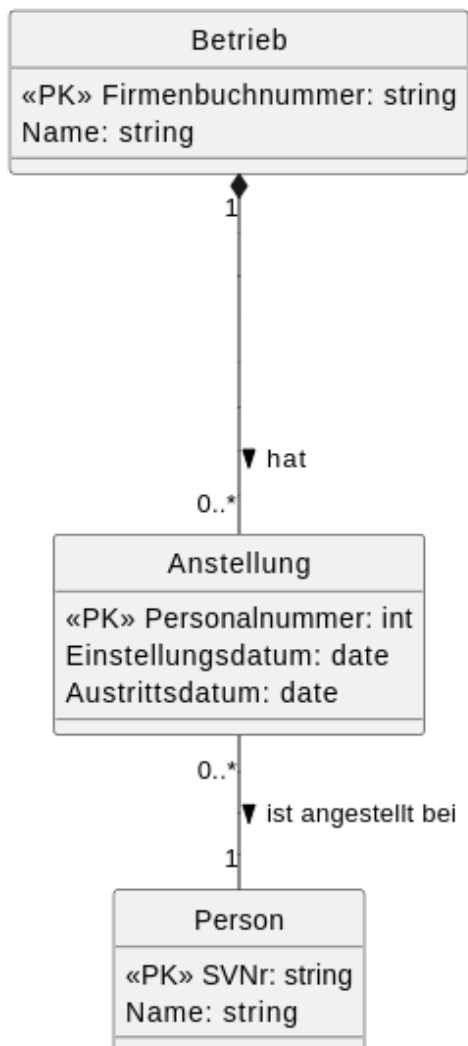 Betrieb
«PK» Firmenbuchnummer: string
Name: string
1
hat
0..*
Anstellung
«PK» Personalnummer: int
Einstellungsdatum: date
Austrittsdatum: date
0..*
ist angestellt bei
1
Person
«PK» SVNr: string
Name: string